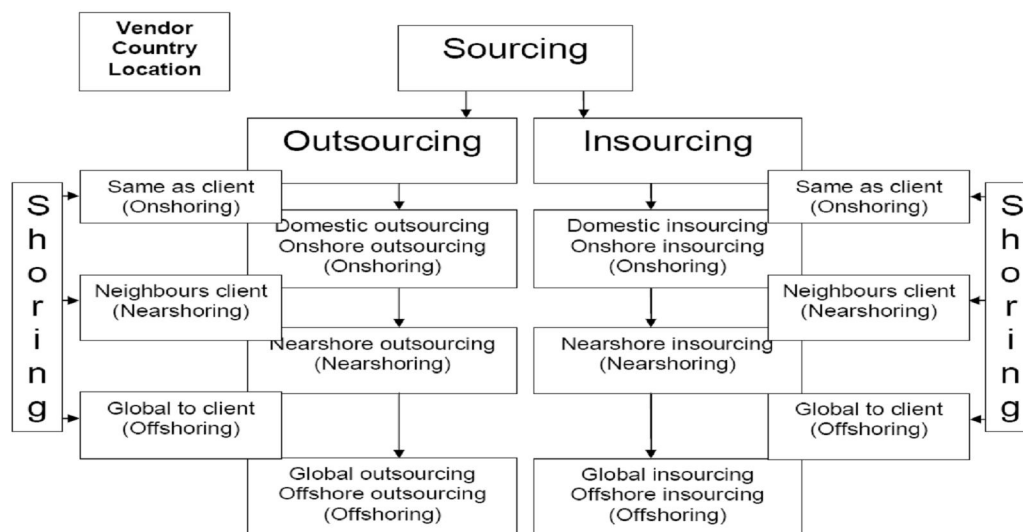 Vendor
Country
Location
Sourcing
Outsourcing
Insourcing
Shoring
Same as client
(Onshoring)
Domestic outsourcing
Onshore outsourcing
(Onshoring)
Domestic insourcing
Onshore insourcing
(Onshoring)
Same as client
(Onshoring)
Shoring
Neighbours client
(Nearshoring)
Nearshore outsourcing
(Nearshoring)
Nearshore insourcing
(Nearshoring)
Neighbours client
(Nearshoring)
Global to client
(Offshoring)
Global outsourcing
Offshore outsourcing
(Offshoring)
Global insourcing
Offshore insourcing
(Offshoring)
Global to client
(Offshoring)